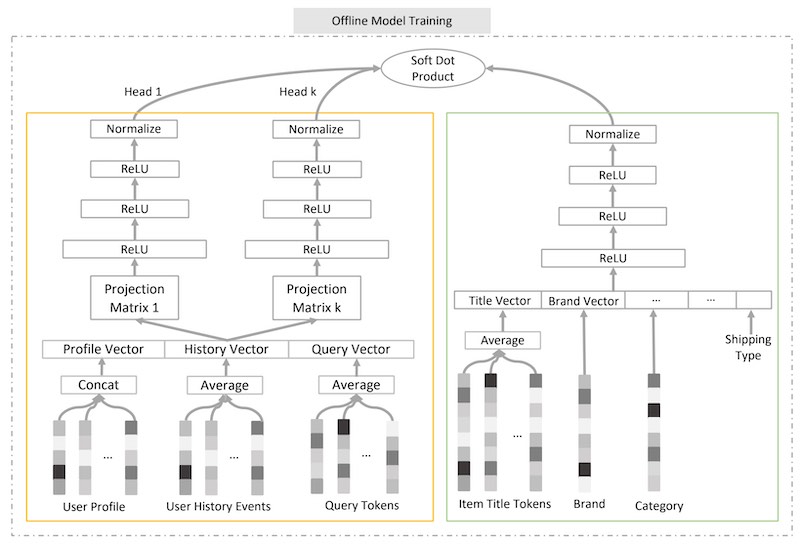 Offline Model Training
Soft Dot
Product
Head 1
Head k
Normalize
Normalize
Normalize
ReLU
ReLU
ReLU
ReLU
ReLU
ReLU
ReLU
ReLU
ReLU
Projection
Matrix 1
Projection
Matrix k
Title Vector
Brand Vector
...
...
Shipping
Type
Profile Vector
History Vector
Query Vector
Average
Concat
Average
Average
...
...
...
...
User Profile
User History Events
Query Tokens
Item Title Tokens
Brand
Category